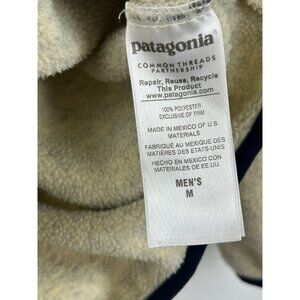 patagonia
COMMON THREADS
PARTNERSHIP
Repair, Reuse, Recycle
This Product
www.patagonia.com
100% POLYESTER
EXCLUSIVE OF TRIM
MADE IN MEXICO OF U.S.
MATERIALS
FABRIQUÉ AU MEXIQUE DES
MATIÈRES DES ETATS-UNIS
HECHO EN MEXICO CON
MATERIALES DE EE.UU.
MEN'S
M